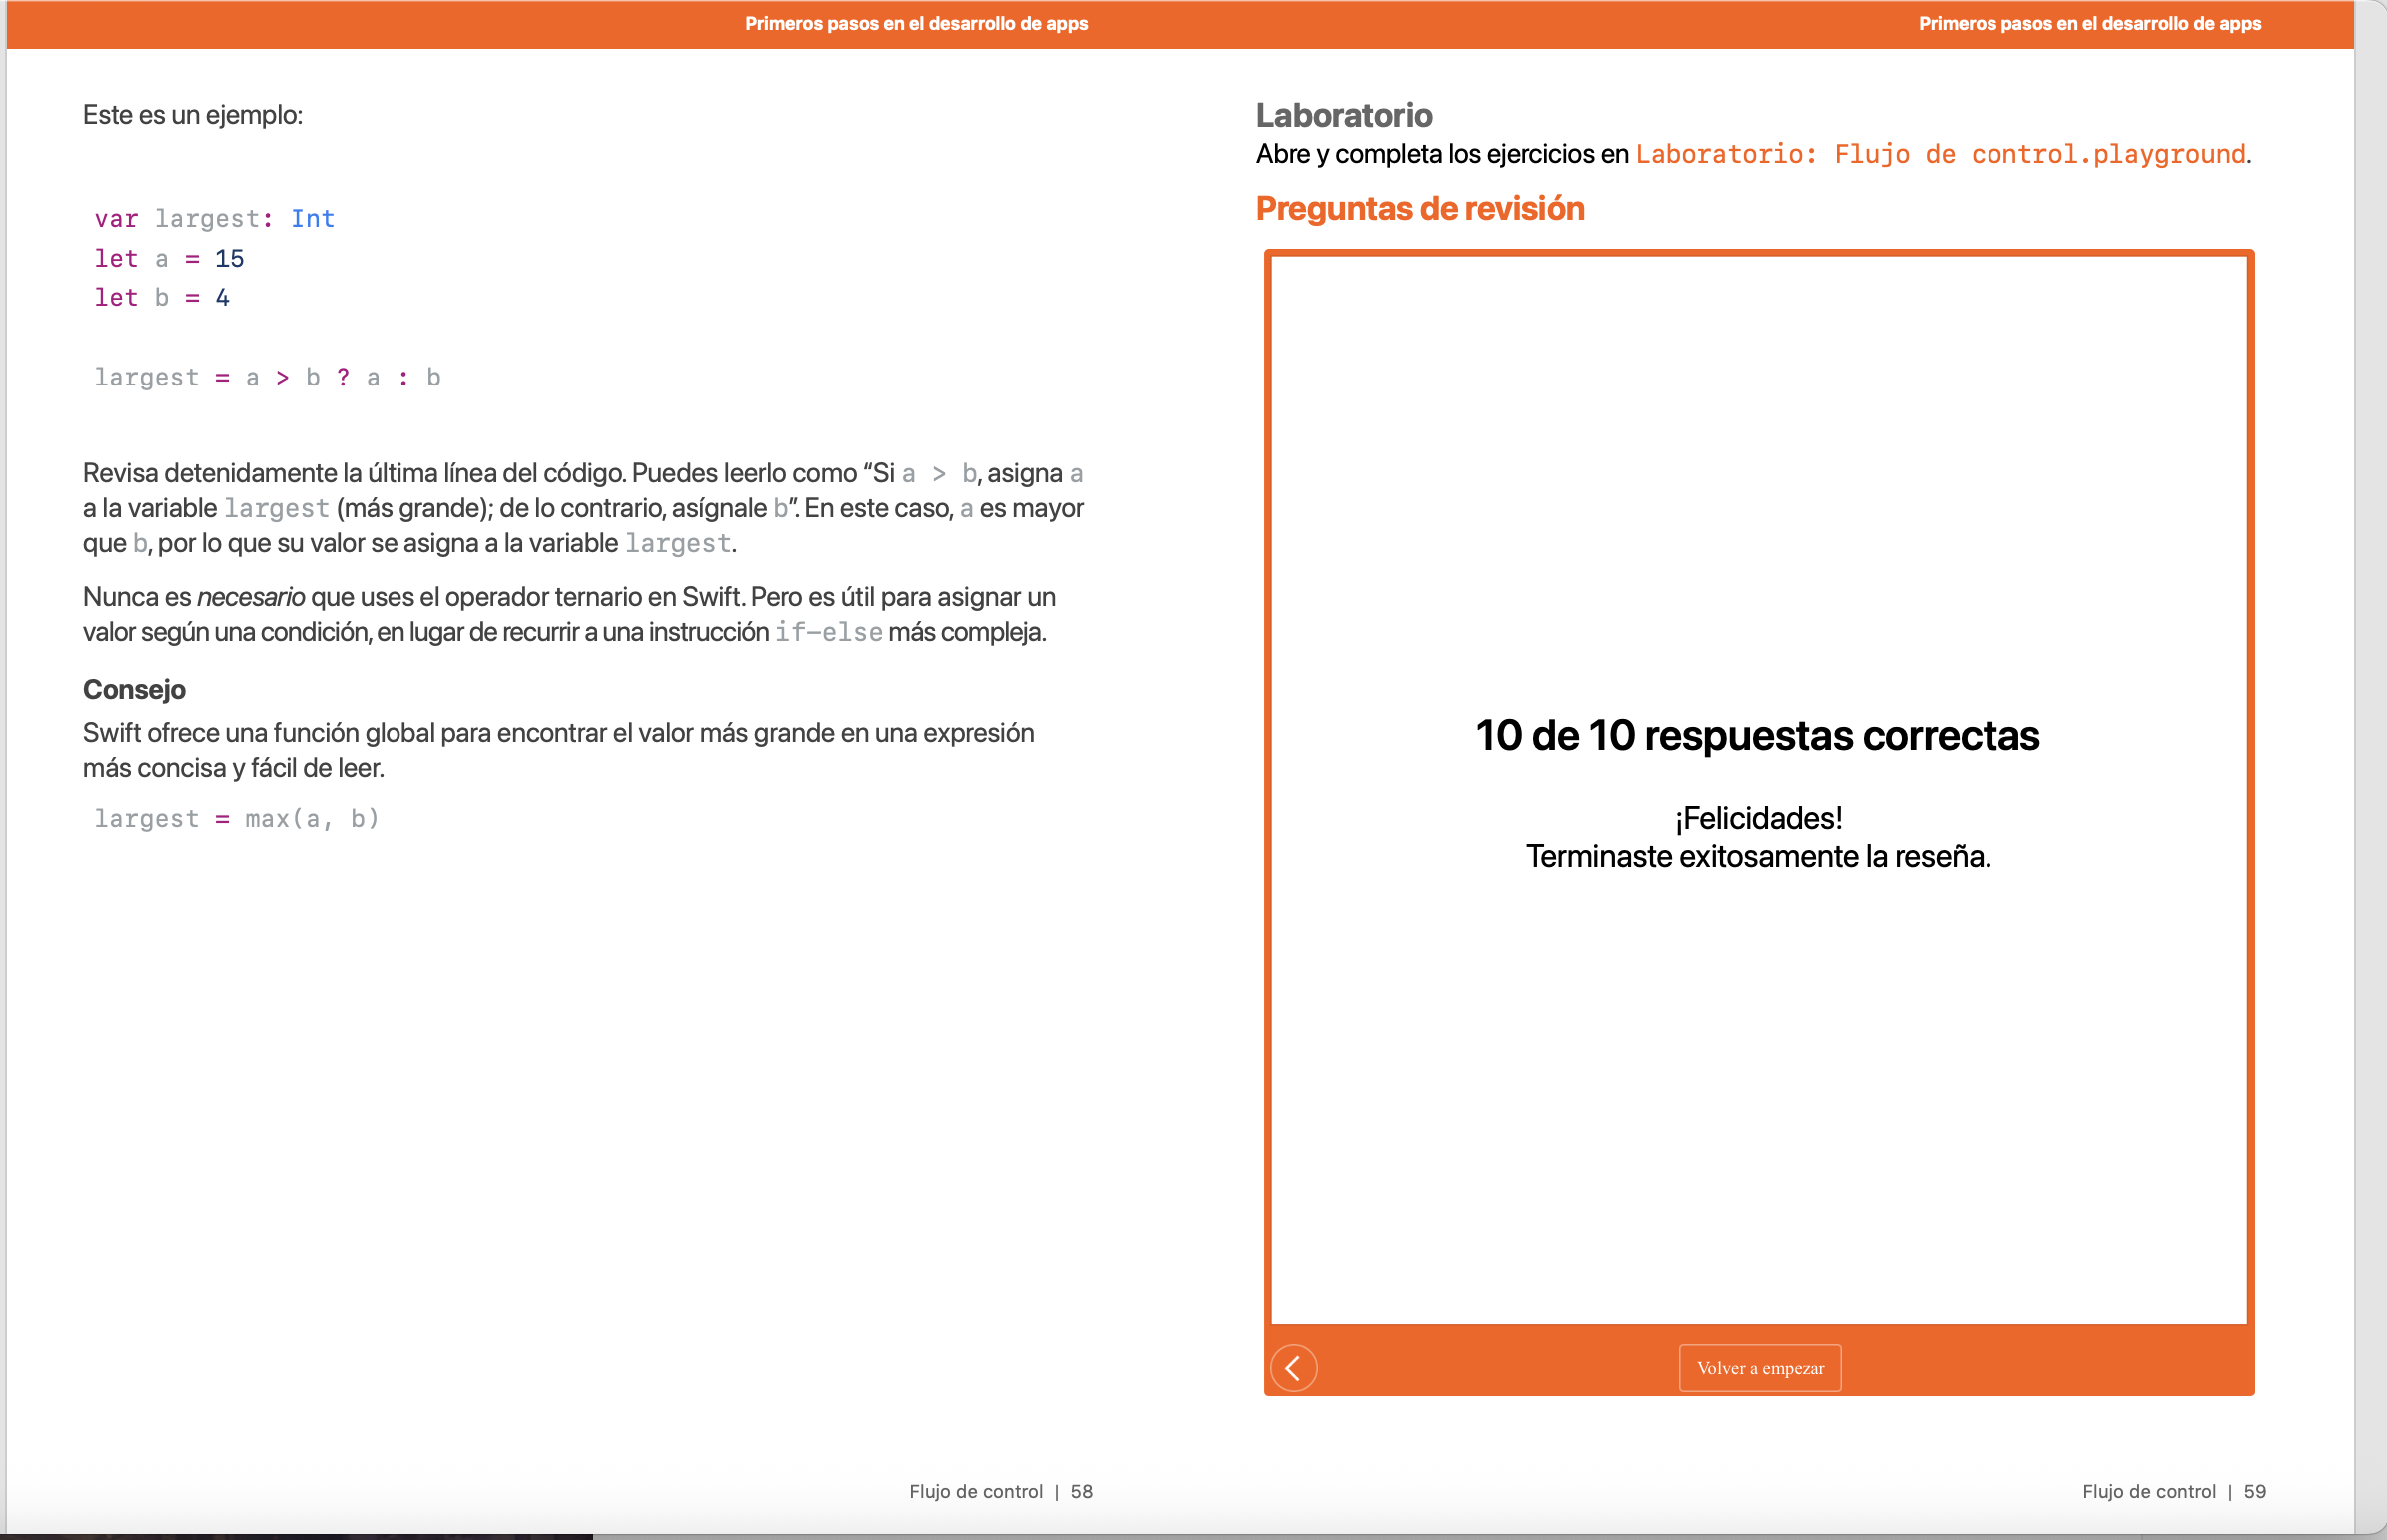 Primeros pasos en el desarrollo de apps
Este es un ejemplo:
var largest: Int
let a = 15
let b = 4
largest = a > b ? a : b
Revisa detenidamente la última línea del código. Puedes leerlo como “Si a > b, asigna a
a la variable largest (más grande); de lo contrario, asígnale b”. En este caso, a es mayor
que b, por lo que su valor se asigna a la variable largest.
Nunca es necesario que uses el operador ternario en Swift. Pero es útil para asignar un
valor según una condición, en lugar de recurrir a una instrucción if-else más compleja.
Consejo
Swift ofrece una función global para encontrar el valor más grande en una expresión
más concisa y fácil de leer.
largest = max(a, b)
Flujo de control | 58
Primeros pasos en el desarrollo de apps
Laboratorio
Abre y completa los ejercicios en Laboratorio: Flujo de control.playground.
Preguntas de revisión
10 de 10 respuestas correctas
¡Felicidades!
Terminaste exitosamente la reseña.
Volver a empezar
Flujo de control | 59